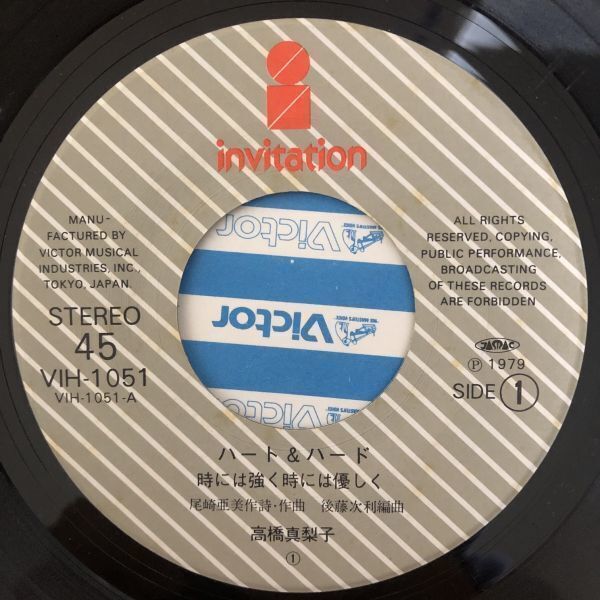 invitation
MANU-
FACTURED BY
VICTOR MUSICAL
INDUSTRIES, INC.,
TOKYO, JAPAN.
STEREO
45
VIH-1051
VIH-1051-A
Victor
Victor
"HIS MASTER'S VOICE"
ALL RIGHTS
RESERVED, COPYING,
PUBLIC PERFORMANCE,
BROADCASTING
OF THESE RECORDS
ARE FORBIDDEN
JASRAC
Ⓟ 1979
SIDE ①
ハート & ハード
時には強く時には優しく
尾崎亜美作詩・作曲 後藤次利編曲
高橋真梨子
①